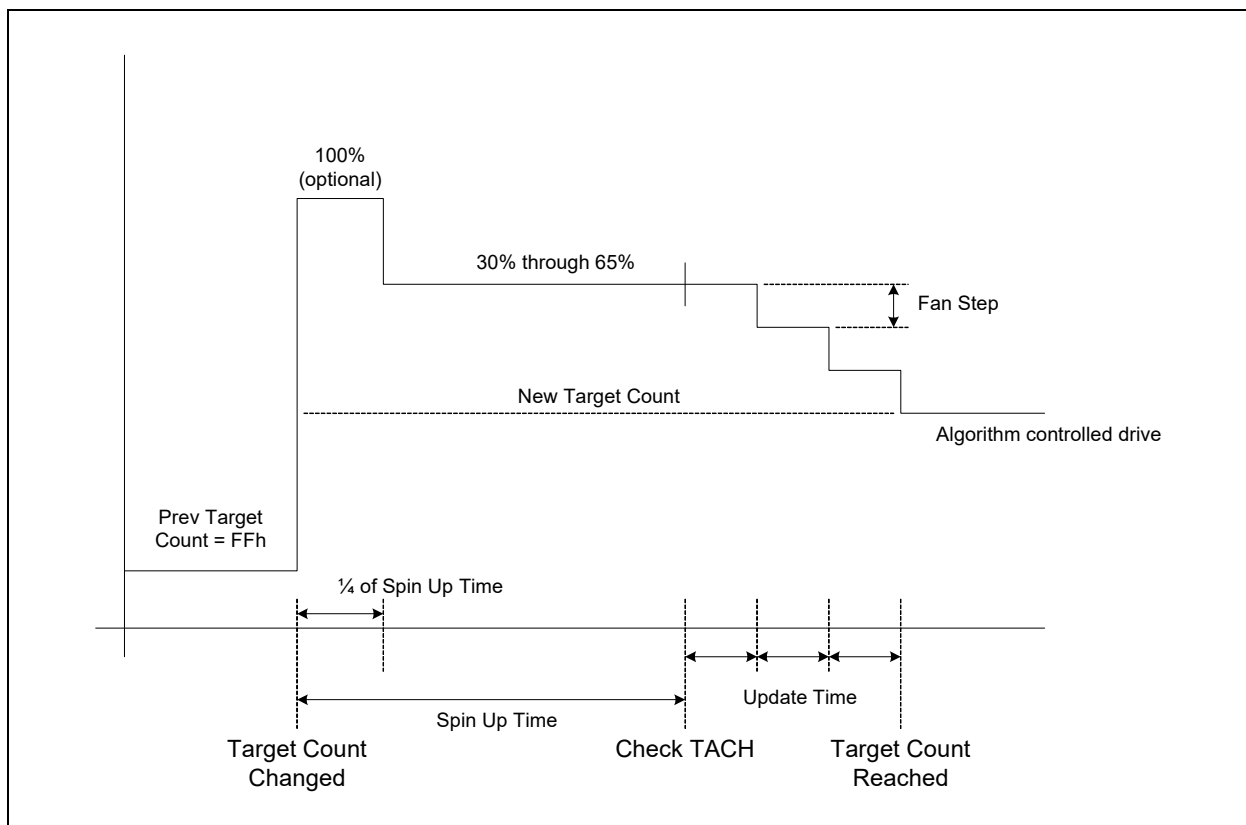 100%
(optional)
30% through 65%
Fan Step
New Target Count
Algorithm controlled drive
Prev Target
Count = FFh
¼ of Spin Up Time
Update Time
Spin Up Time
Target Count
Changed
Check TACH
Target Count
Reached